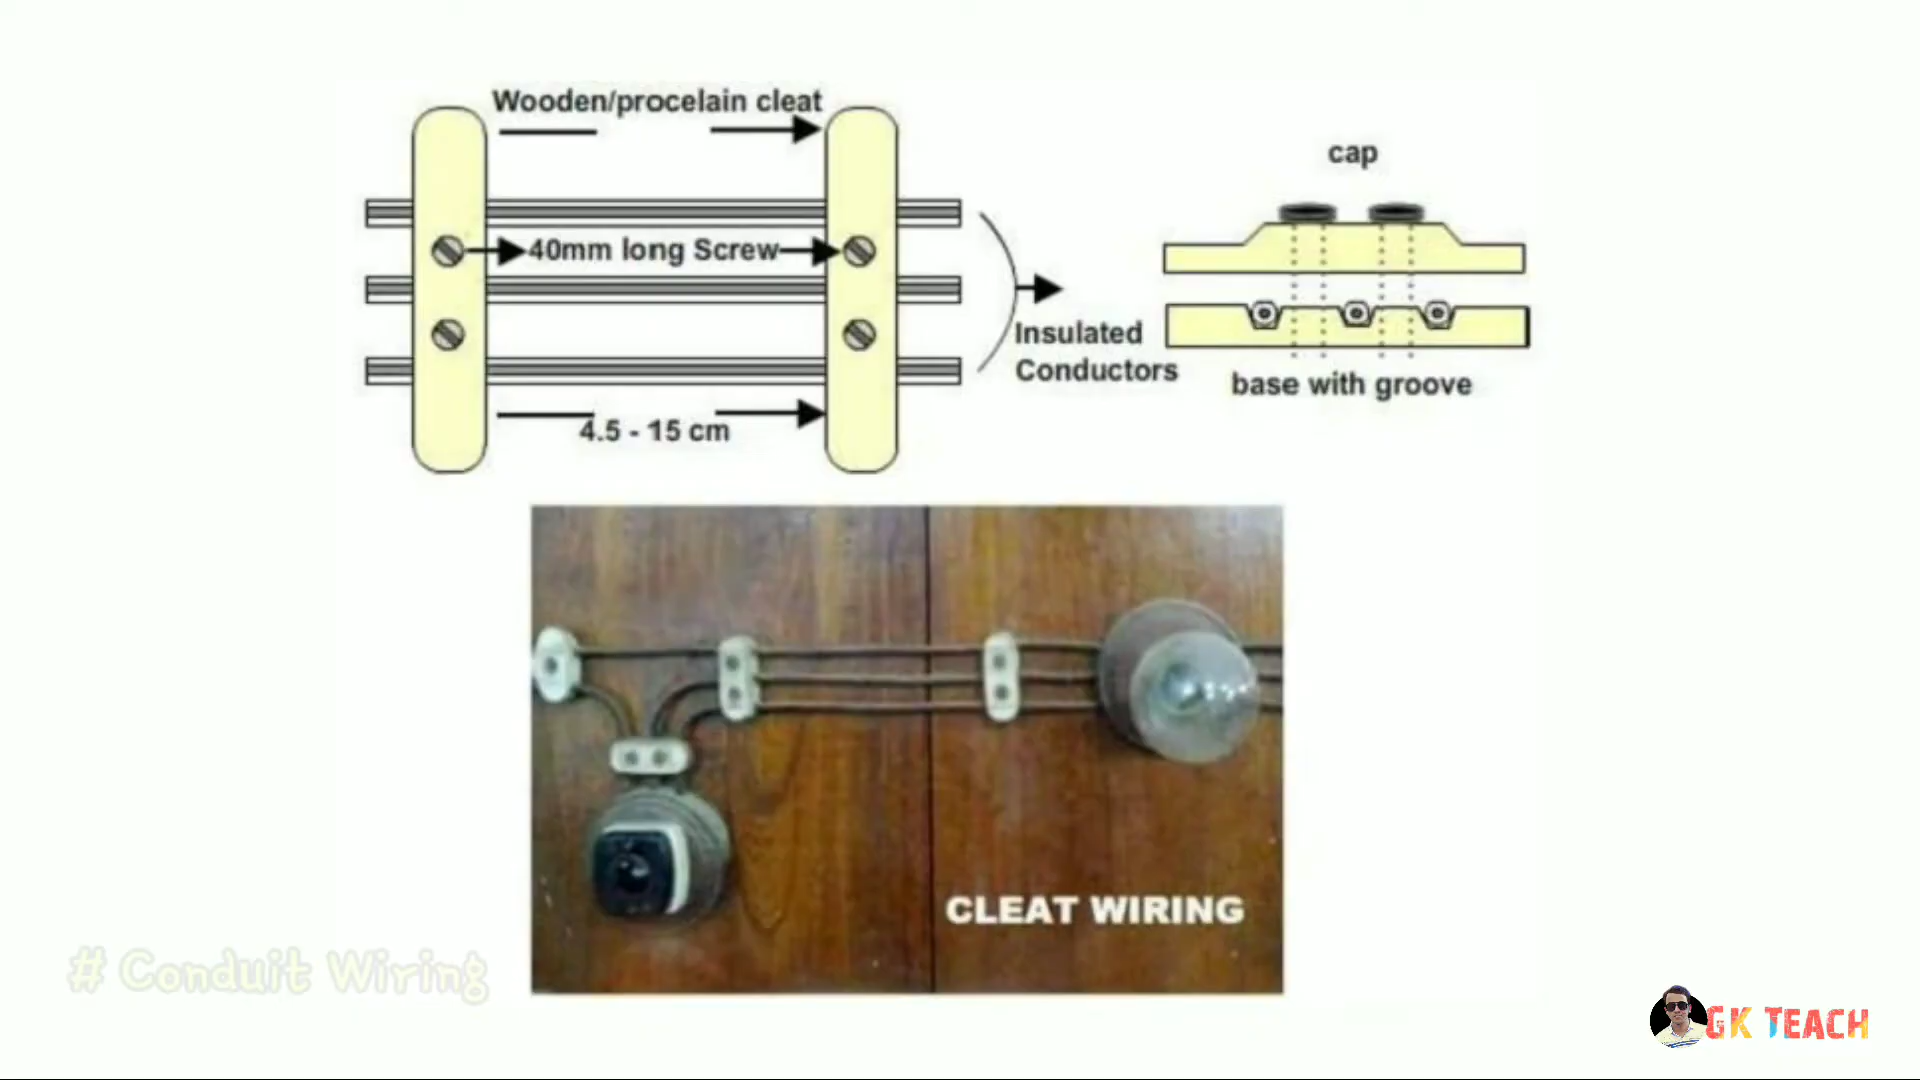 Wooden/procelain cleat
40mm long Screw
4.5 - 15 cm
Insulated
Conductors
cap
base with groove
CLEAT WIRING
# Conduit Wiring
GK TEACH